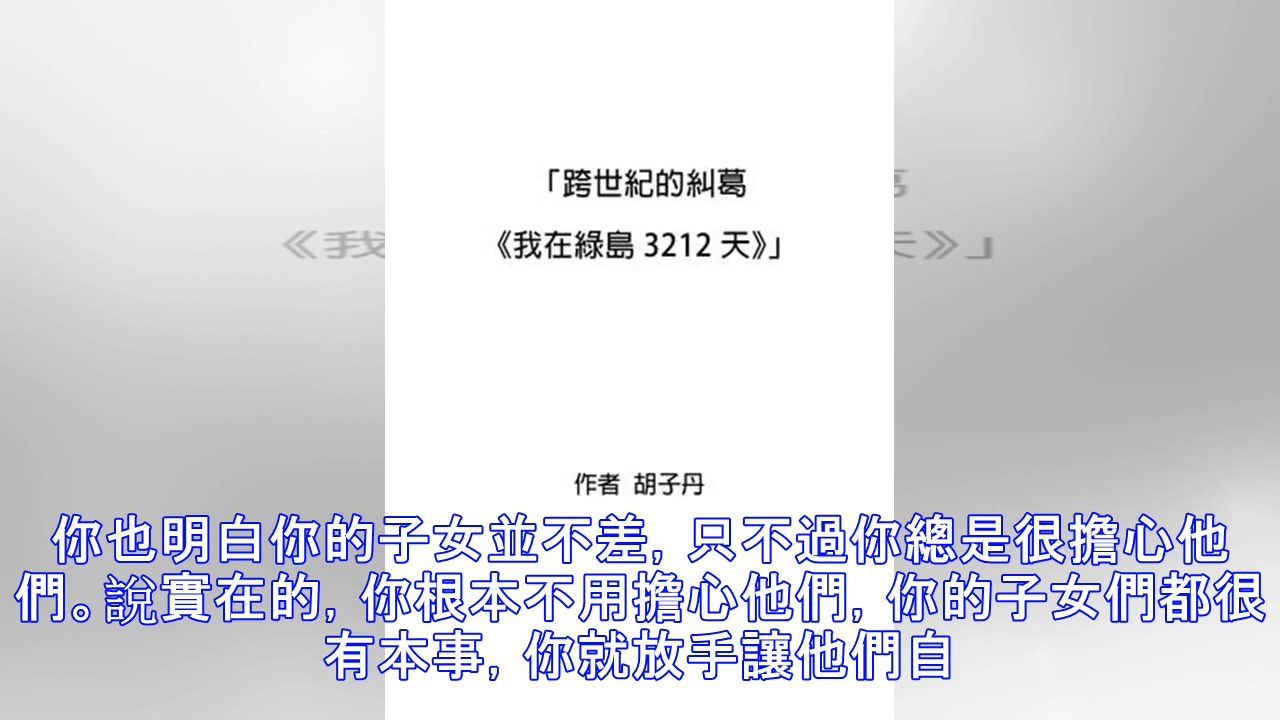 「跨世紀的糾葛
《我在綠島 3212 天》」
作者 胡子丹
你也明白你的子女並不差, 只不過你總是很擔心他
們。說實在的, 你根本不用擔心他們, 你的子女們都很
有本事, 你就放手讓他們自